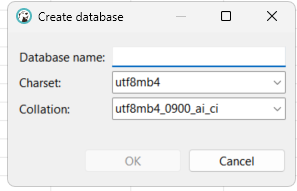 Create database
Database name:
Charset: utf8mb4
Collation: utf8mb4_0900_ai_ci
OK Cancel